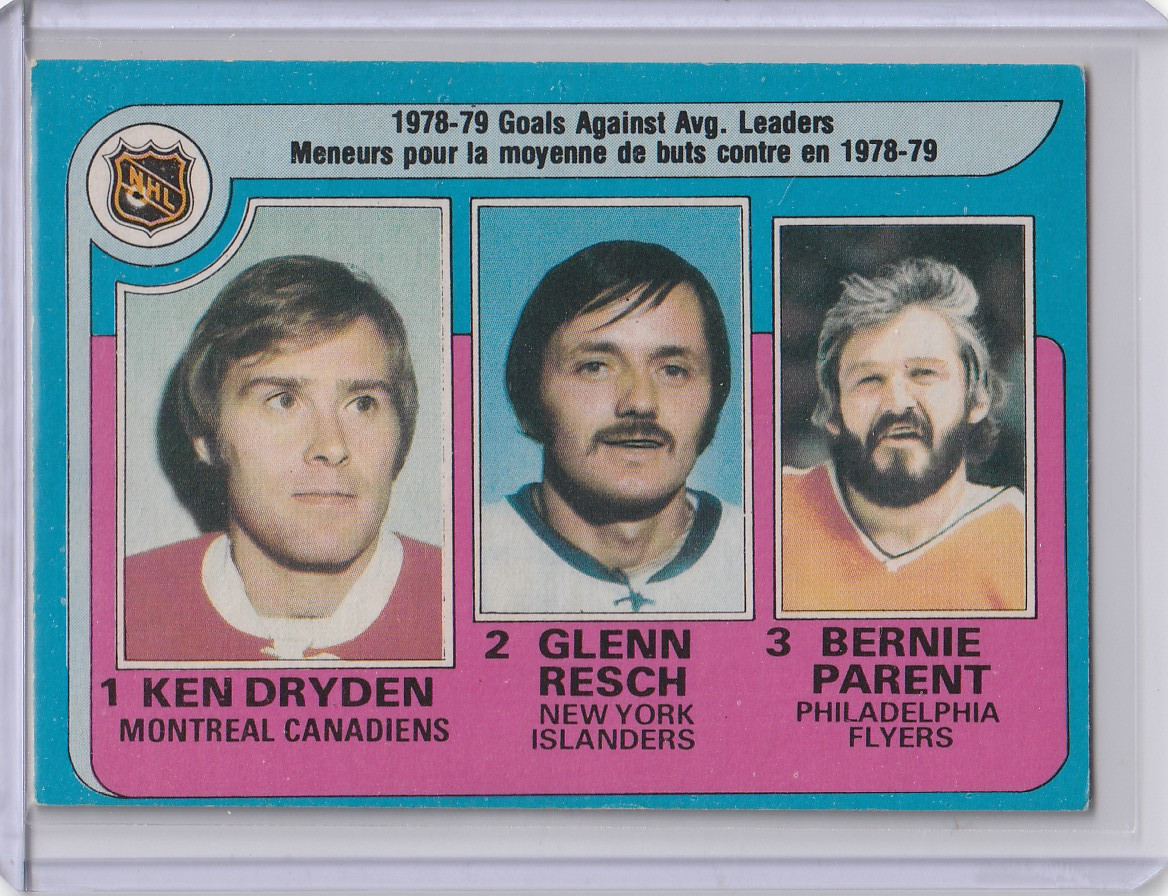 1978-79 Goals Against Avg. Leaders
Meneurs pour la moyenne de buts contre en 1978-79
NHL
1 KEN DRYDEN
MONTREAL CANADIENS
2 GLENN
RESCH
NEW YORK
ISLANDERS
3 BERNIE
PARENT
PHILADELPHIA
FLYERS